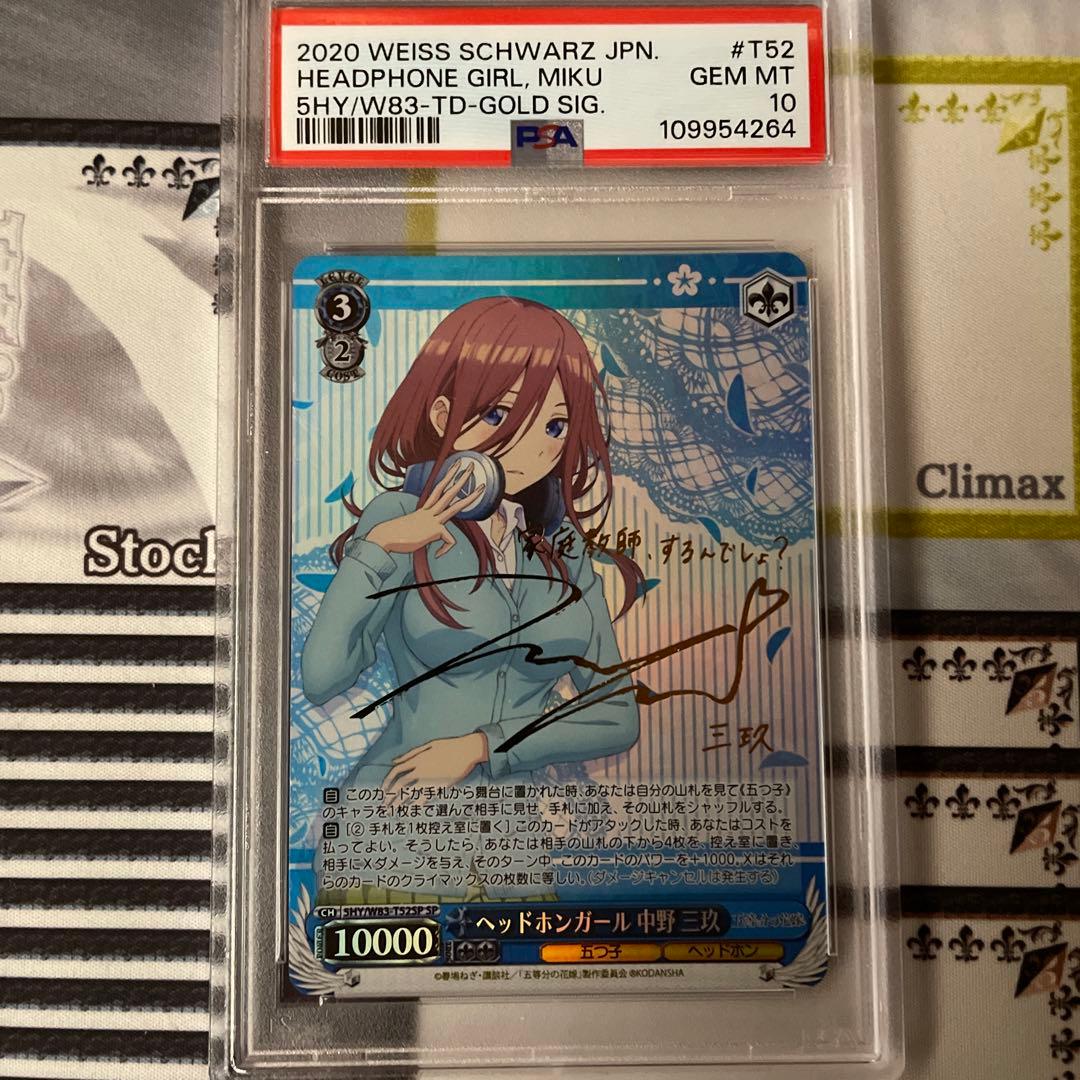 2020 WEISS SCHWARZ JPN. #T52
HEADPHONE GIRL, MIKU GEM MT
5HY/W83-TD-GOLD SIG. 10
PSA 109954264
LEVEL
3
2
COST
Climax
Stock
家庭教師、するんでしょ?
三玖
自 このカードが手札から舞台に置かれた時、あなたは自分の山札を見て《五つ子》
のキャラを1枚まで選んで相手に見せ、手札に加え、その山札をシャッフルする。
自 [② 手札を1枚控え室に置く] このカードがアタックした時、あなたはコストを
払ってよい。そうしたら、あなたは相手の山札の下から4枚を、控え室に置き、
相手にXダメージを与え、そのターン中、このカードのパワーを+1000。Xはそれ
らのカードのクライマックスの枚数に等しい。(ダメージキャンセルは発生する)
CH 5HY/W83-T52SP SP
ヘッドホンガール 中野 三玖 五等分の花嫁
POWER 10000 SOUL 五つ子 ヘッドホン
©春場ねぎ・講談社/「五等分の花嫁」製作委員会 ®KODANSHA